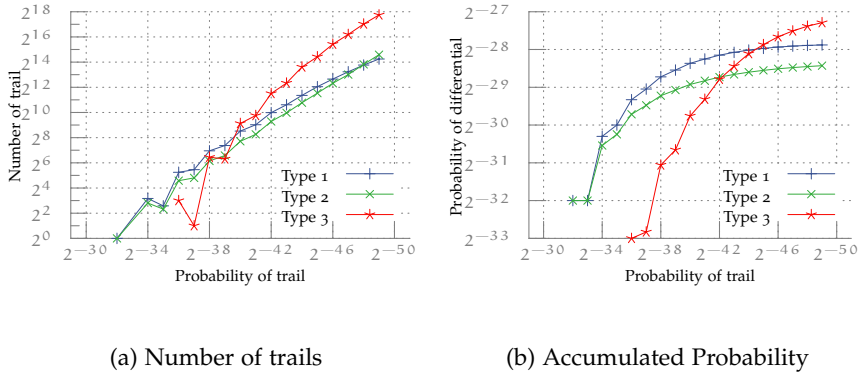 2^18
2^16
2^14
2^12
2^10
2^8
2^6
2^4
2^2
2^0
Number of trail
Type 1
Type 2
Type 3
2^−30
2^−34
2^−38
2^−42
2^−46
2^−50
Probability of trail
(a) Number of trails
2^−27
2^−28
2^−29
2^−30
2^−31
2^−32
2^−33
Probability of differential
Type 1
Type 2
Type 3
2^−30
2^−34
2^−38
2^−42
2^−46
2^−50
Probability of trail
(b) Accumulated Probability